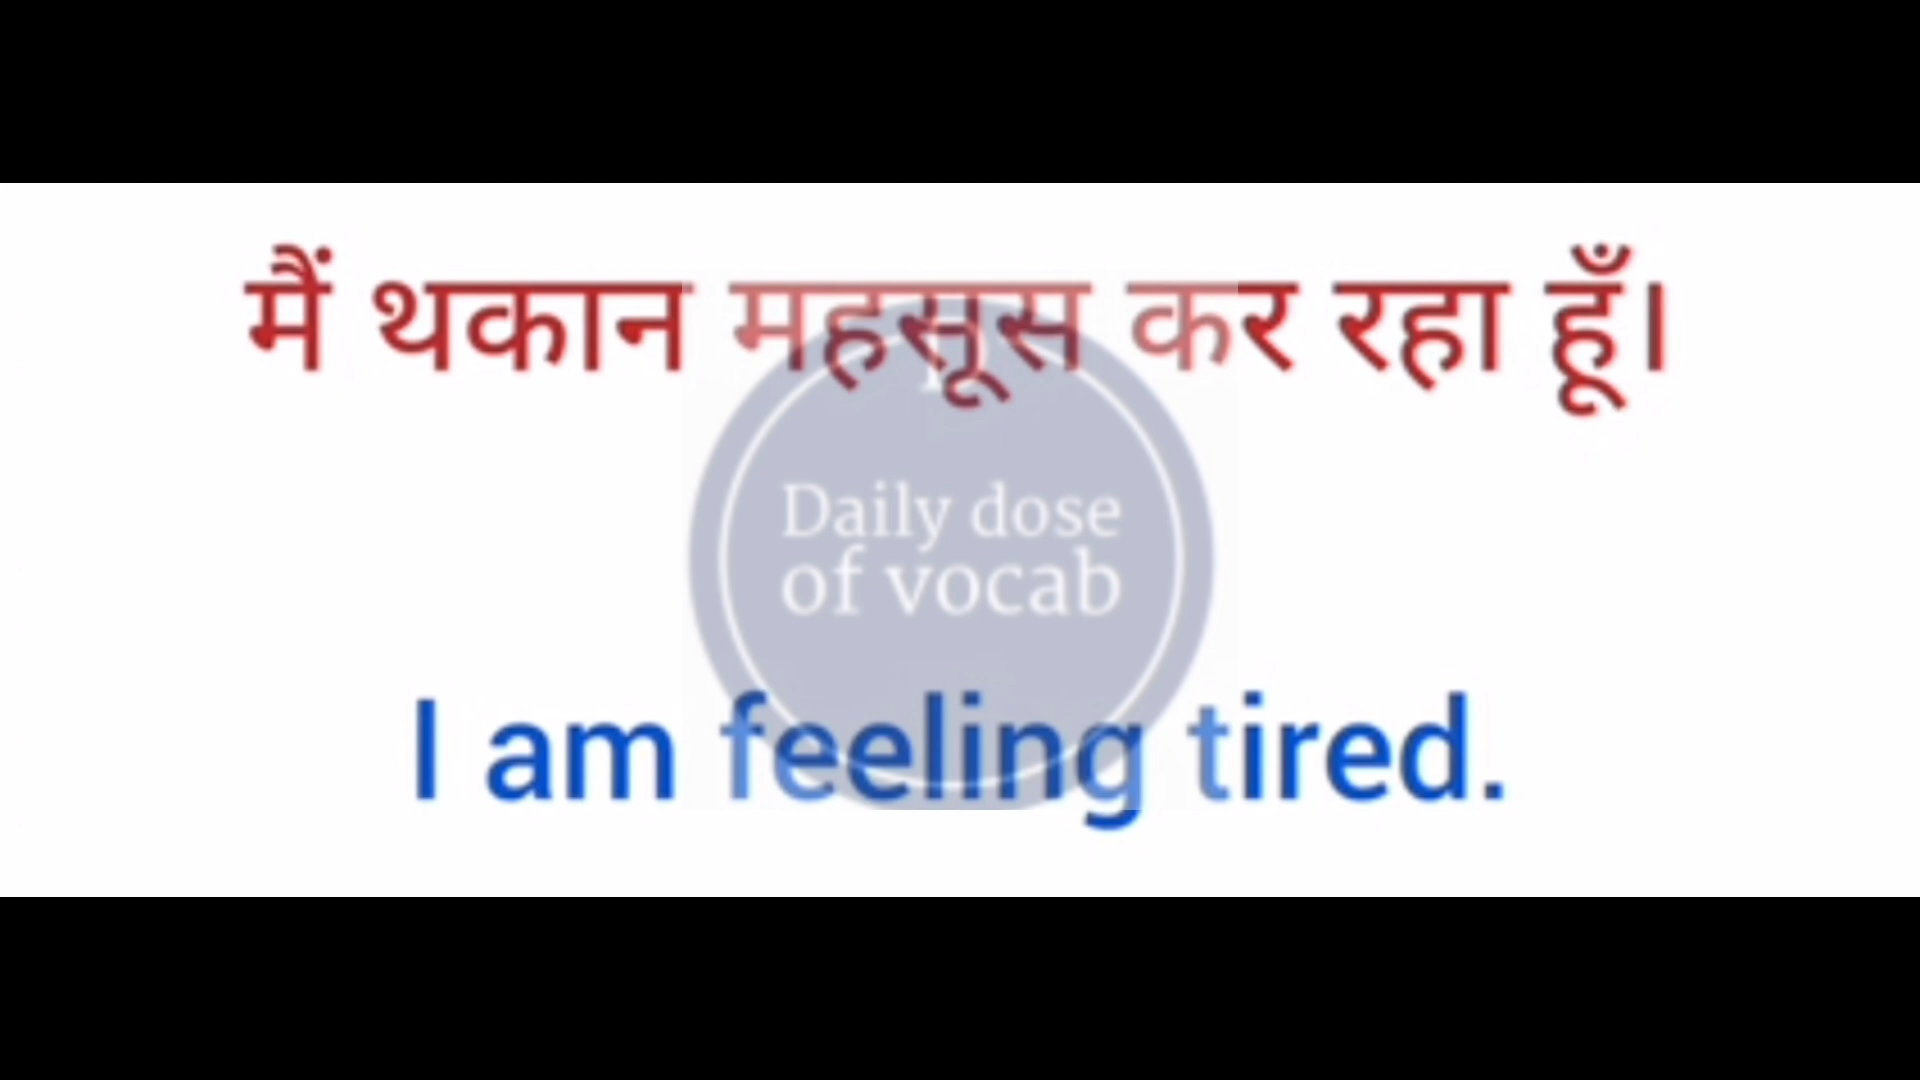 मैं थकान महसूस कर रहा हूँ।
Daily dose
of vocab
I am feeling tired.